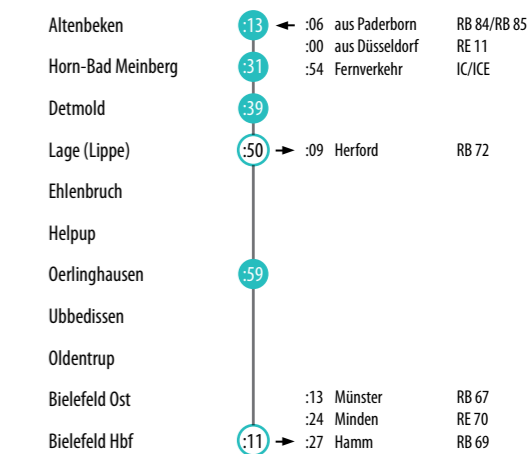 Altenbeken :13 :06 aus Paderborn RB 84/RB 85
:00 aus Düsseldorf RE 11
Horn-Bad Meinberg :31 :54 Fernverkehr IC/ICE
Detmold :39
Lage (Lippe) :50 :09 Herford RB 72
Ehlenbruch
Helpup
Oerlinghausen :59
Ubbedissen
Oldentrup
Bielefeld Ost :13 Münster RB 67
:24 Minden RE 70
Bielefeld Hbf :11 :27 Hamm RB 69